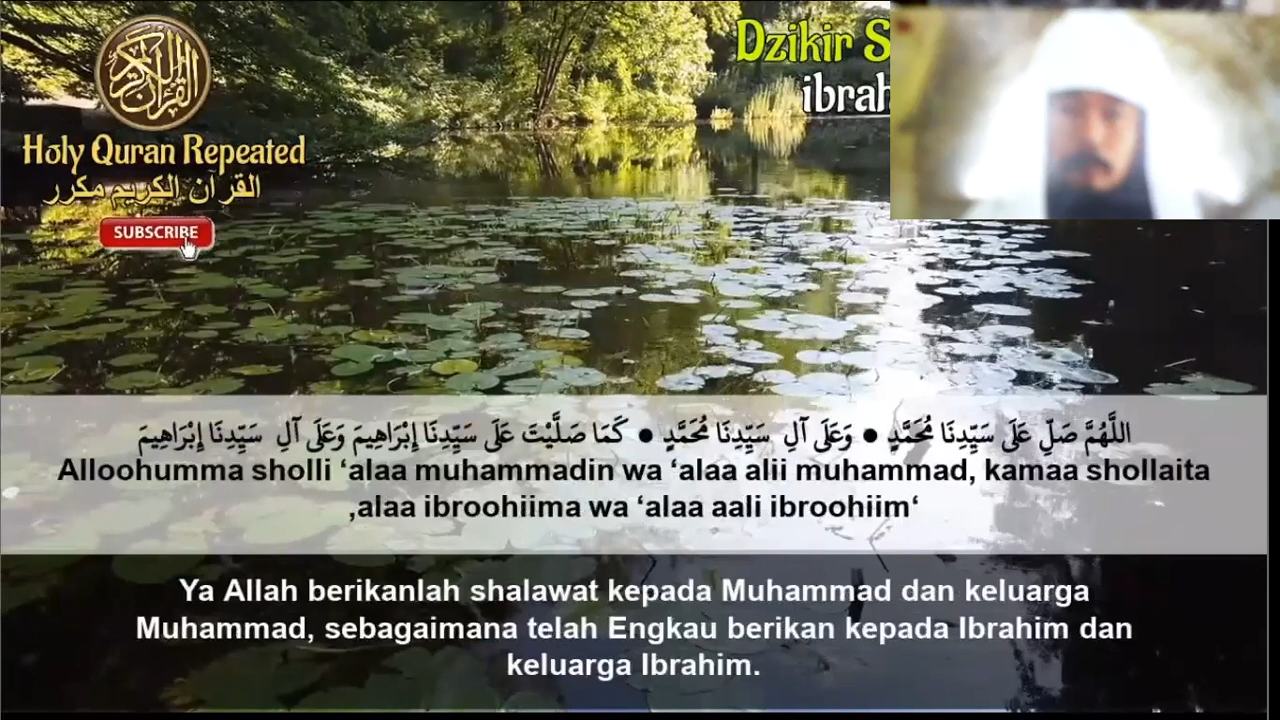 Dzikir S
ibrah
Holy Quran Repeated
القرآن الكريم مكرر
SUBSCRIBE
اللَّهُمَّ صَلِّ عَلَى سَيِّدِنَا مُحَمَّدٍ ● وَعَلَى آلِ سَيِّدِنَا مُحَمَّدٍ ● كَمَا صَلَّيْتَ عَلَى سَيِّدِنَا إِبْرَاهِيمَ وَعَلَى آلِ سَيِّدِنَا إِبْرَاهِيمَ
Alloohumma sholli ‘alaa muhammadin wa ‘alaa alii muhammad, kamaa shollaita
,alaa ibroohiima wa ‘alaa aali ibroohiim‘
Ya Allah berikanlah shalawat kepada Muhammad dan keluarga
Muhammad, sebagaimana telah Engkau berikan kepada Ibrahim dan
keluarga Ibrahim.